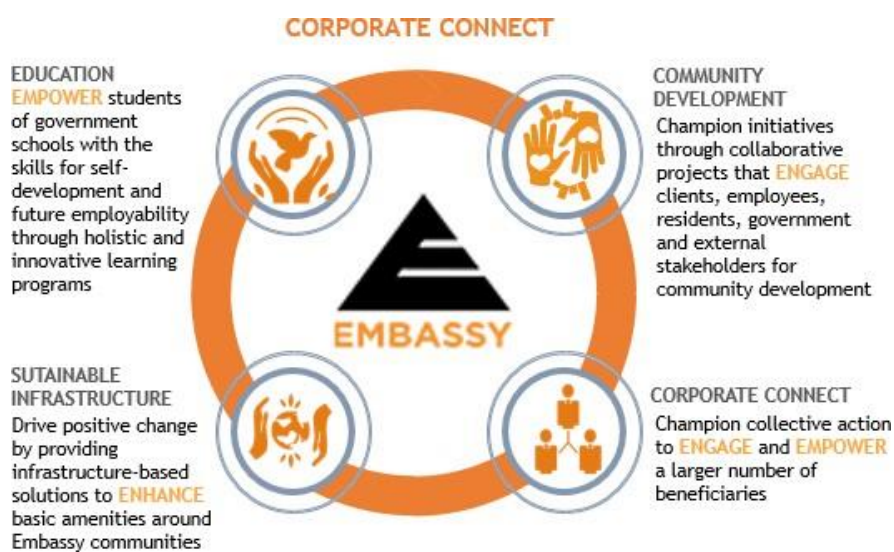 CORPORATE CONNECT
EDUCATION
EMPOWER students
of government
schools with the
skills for self-
development and
future employability
through holistic and
innovative learning
programs
COMMUNITY
DEVELOPMENT
Champion initiatives
through collaborative
projects that ENGAGE
clients, employees,
residents, government
and external
stakeholders for
community development
EMBASSY
SUTAINABLE
INFRASTRUCTURE
Drive positive change
by providing
infrastructure-based
solutions to ENHANCE
basic amenities around
Embassy communities
CORPORATE CONNECT
Champion collective action
to ENGAGE and EMPOWER
a larger number of
beneficiaries